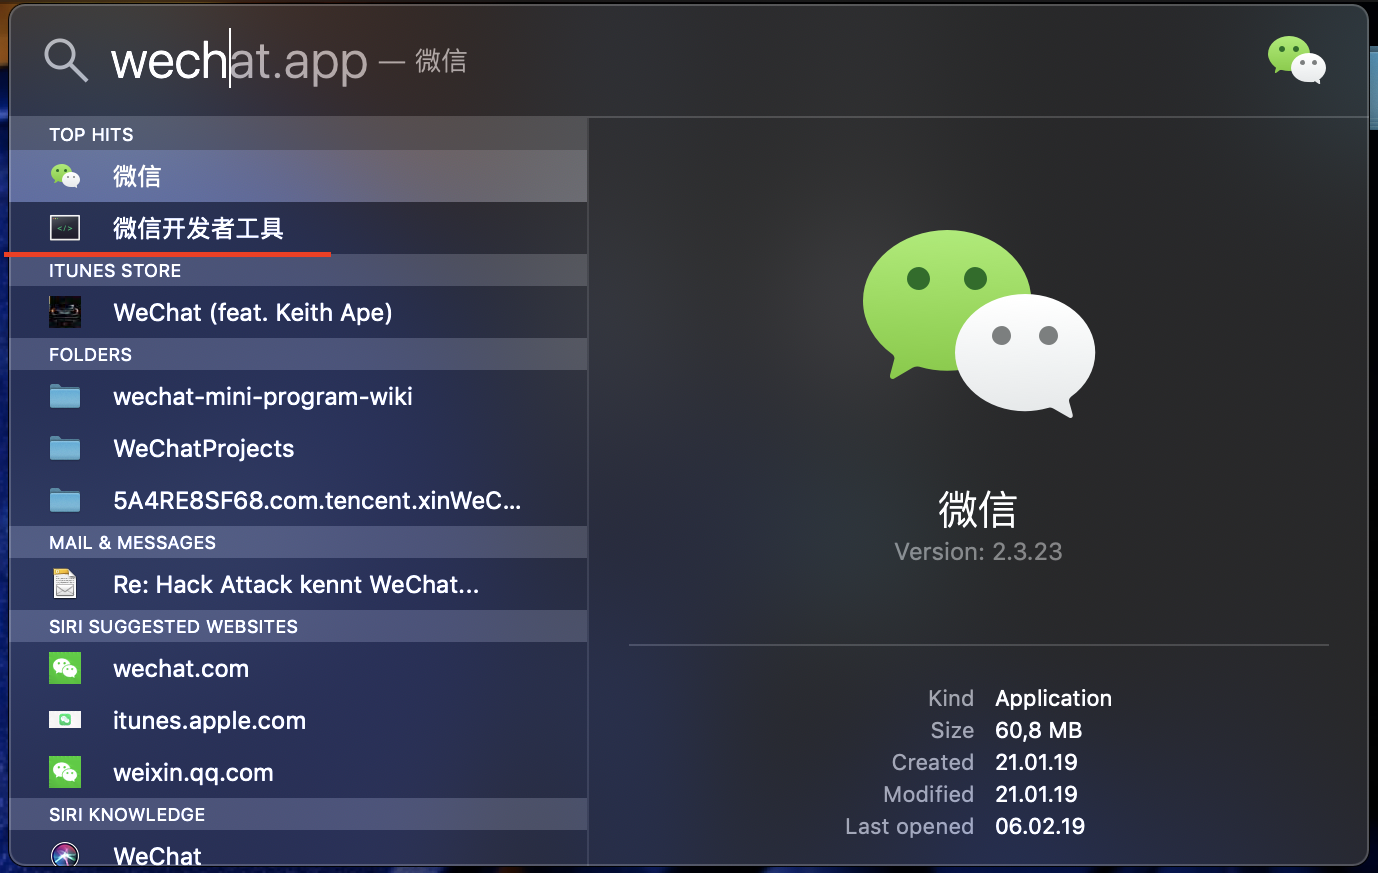 wechat.app — 微信
TOP HITS
微信
微信开发者工具
ITUNES STORE
WeChat (feat. Keith Ape)
FOLDERS
wechat-mini-program-wiki
WeChatProjects
5A4RE8SF68.com.tencent.xinWeC...
MAIL & MESSAGES
Re: Hack Attack kennt WeChat...
SIRI SUGGESTED WEBSITES
wechat.com
itunes.apple.com
weixin.qq.com
SIRI KNOWLEDGE
WeChat
微信
Version: 2.3.23
Kind Application
Size 60,8 MB
Created 21.01.19
Modified 21.01.19
Last opened 06.02.19